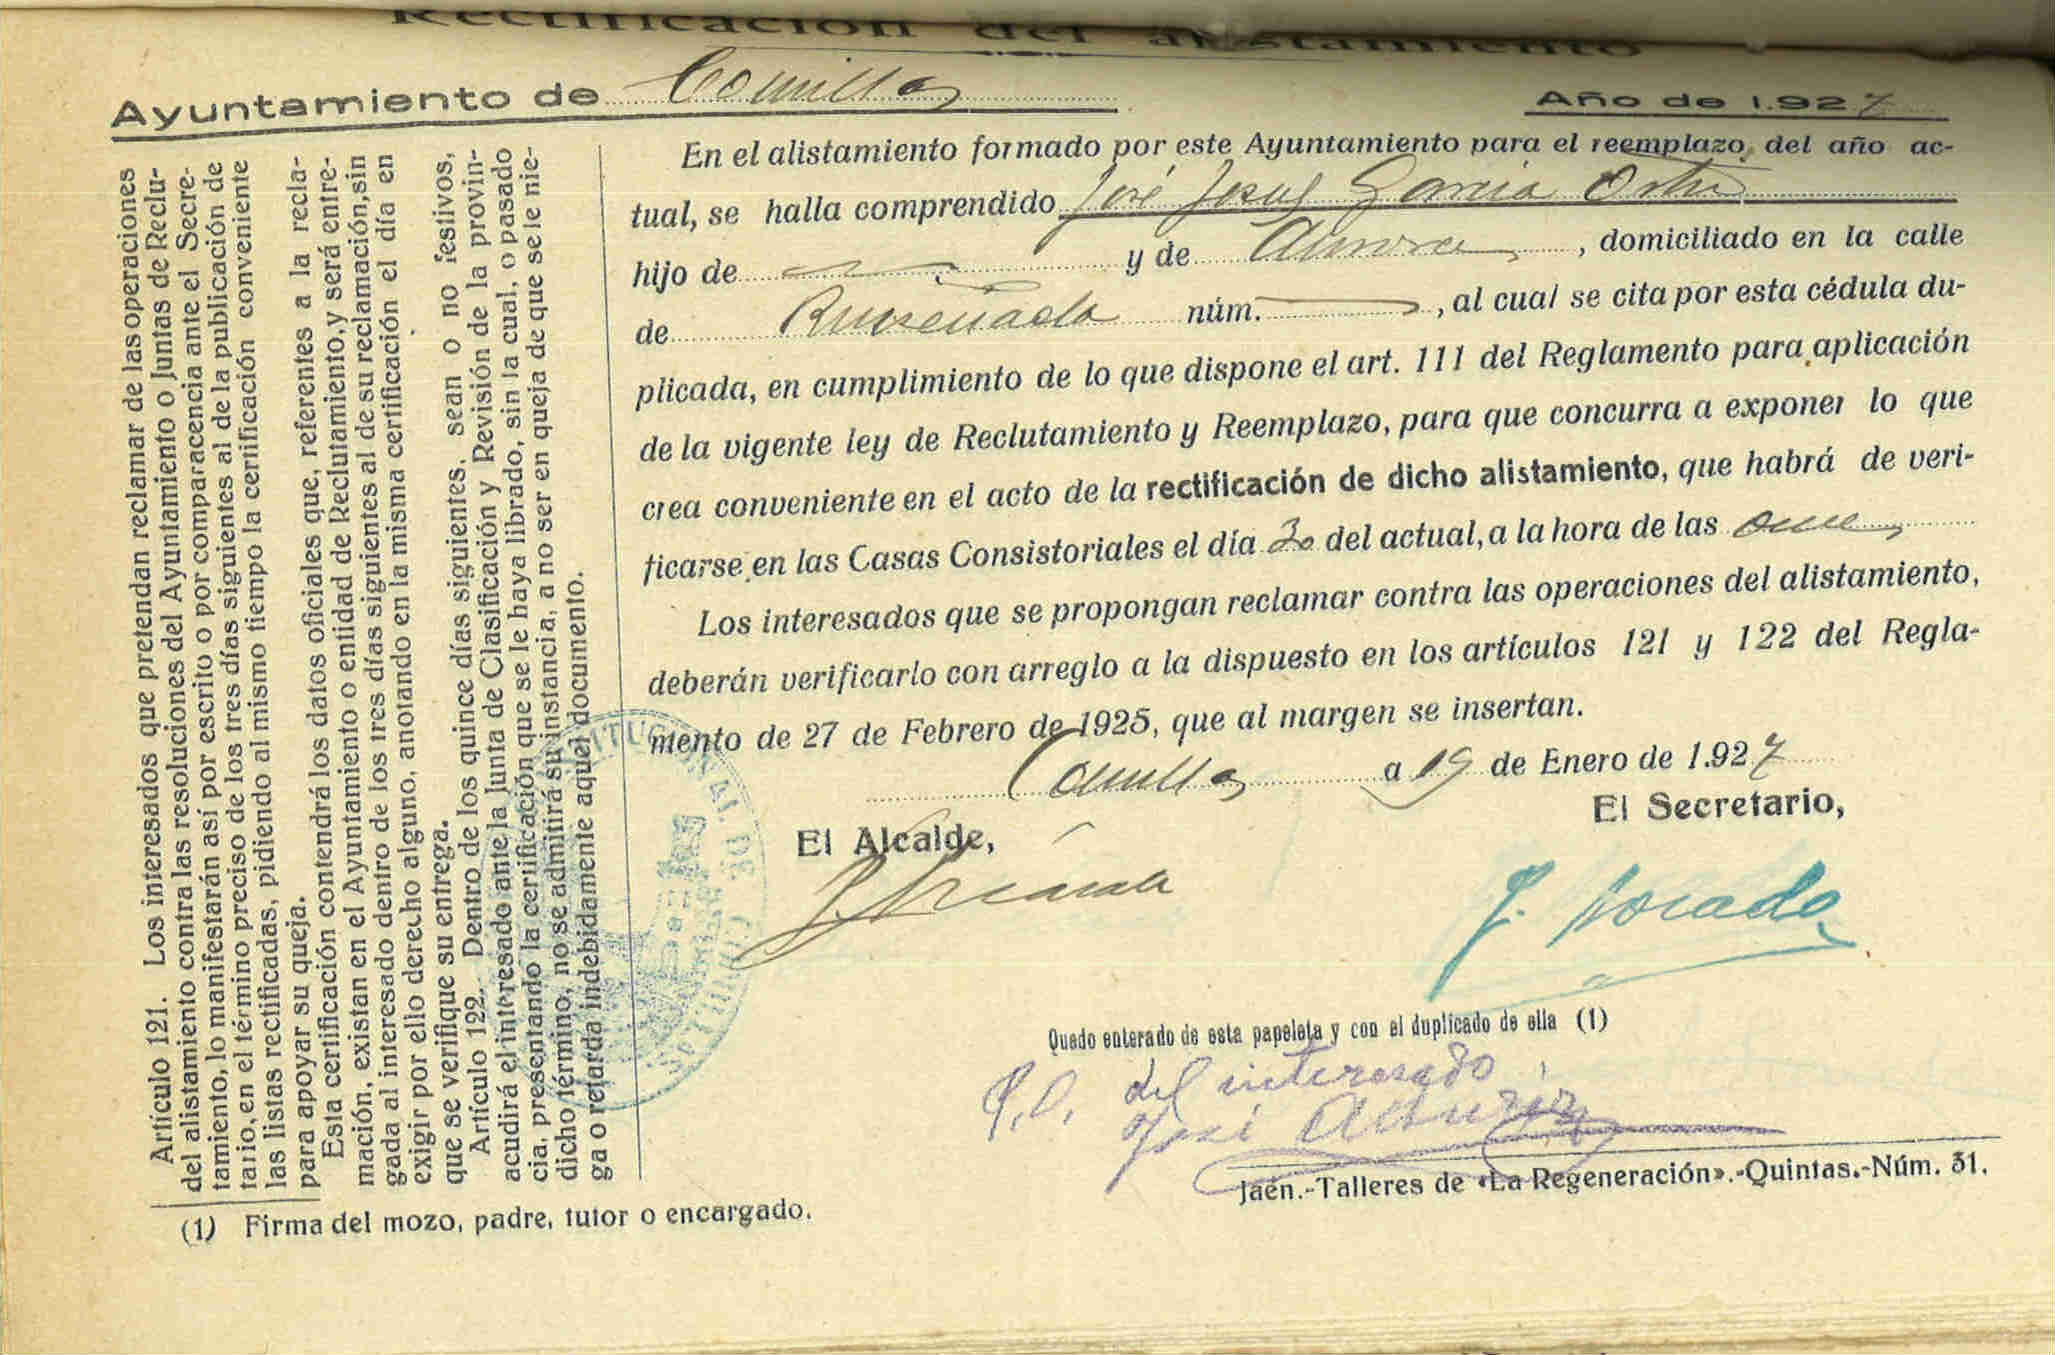 Rectificación del alistamiento
Ayuntamiento de Comillas
Año de 1.927
En el alistamiento formado por este Ayuntamiento para el reemplazo, del año ac-
tual, se halla comprendido José Jesus Garcia
hijo de y de , domiciliado en la calle
de Ruiseñada núm. , al cual se cita por esta cédula du-
plicada, en cumplimiento de lo que dispone el art. 111 del Reglamento para aplicación
de la vigente ley de Reclutamiento y Reemplazo, para que concurra a exponer lo que
crea conveniente en el acto de la rectificación de dicho alistamiento, que habrá de veri-
ficarse en las Casas Consistoriales el día 30 del actual, a la hora de las once
Los interesados que se propongan reclamar contra las operaciones del alistamiento,
deberán verificarlo con arreglo a la dispuesto en los artículos 121 y 122 del Regla-
mento de 27 de Febrero de 1925, que al margen se insertan.
Comillas a 19 de Enero de 1.927
El Alcalde,
El Secretario,
Quedo enterado de esta papeleta y con el duplicado de ella (1)
P.O. del interesado
José
Jaén.-Talleres de «La Regeneración».-Quintas.-Núm. 31.
Artículo 121. Los interesados que pretendan reclamar de las operaciones
del alistamiento contra las resoluciones del Ayuntamiento o Juntas de Reclu-
tamiento, lo manifestarán así por escrito o por comparacencia ante el Secre-
tario, en el término preciso de los tres días siguientes al de la publicación de
las listas rectificadas, pidiendo al mismo tiempo la certificación conveniente
para apoyar su queja.
Esta certificación contendrá los datos oficiales que, referentes a la recla-
mación, existan en el Ayuntamiento o entidad de Reclutamiento, y será entre-
gada al interesado dentro de los tres días siguientes al de su reclamación, sin
exigir por ello derecho alguno, anotando en la misma certificación el día en
que se verifique su entrega.
Artículo 122. Dentro de los quince días siguientes, sean o no festivos,
acudirá el interesado ante la Junta de Clasificación y Revisión de la provin-
cia, presentando la certificación que se le haya librado, sin la cual, o pasado
dicho término, no se admitirá su instancia, a no ser en queja de que se le nie-
ga o retarda indebidamente aquel documento.
(1) Firma del mozo, padre, tutor o encargado.